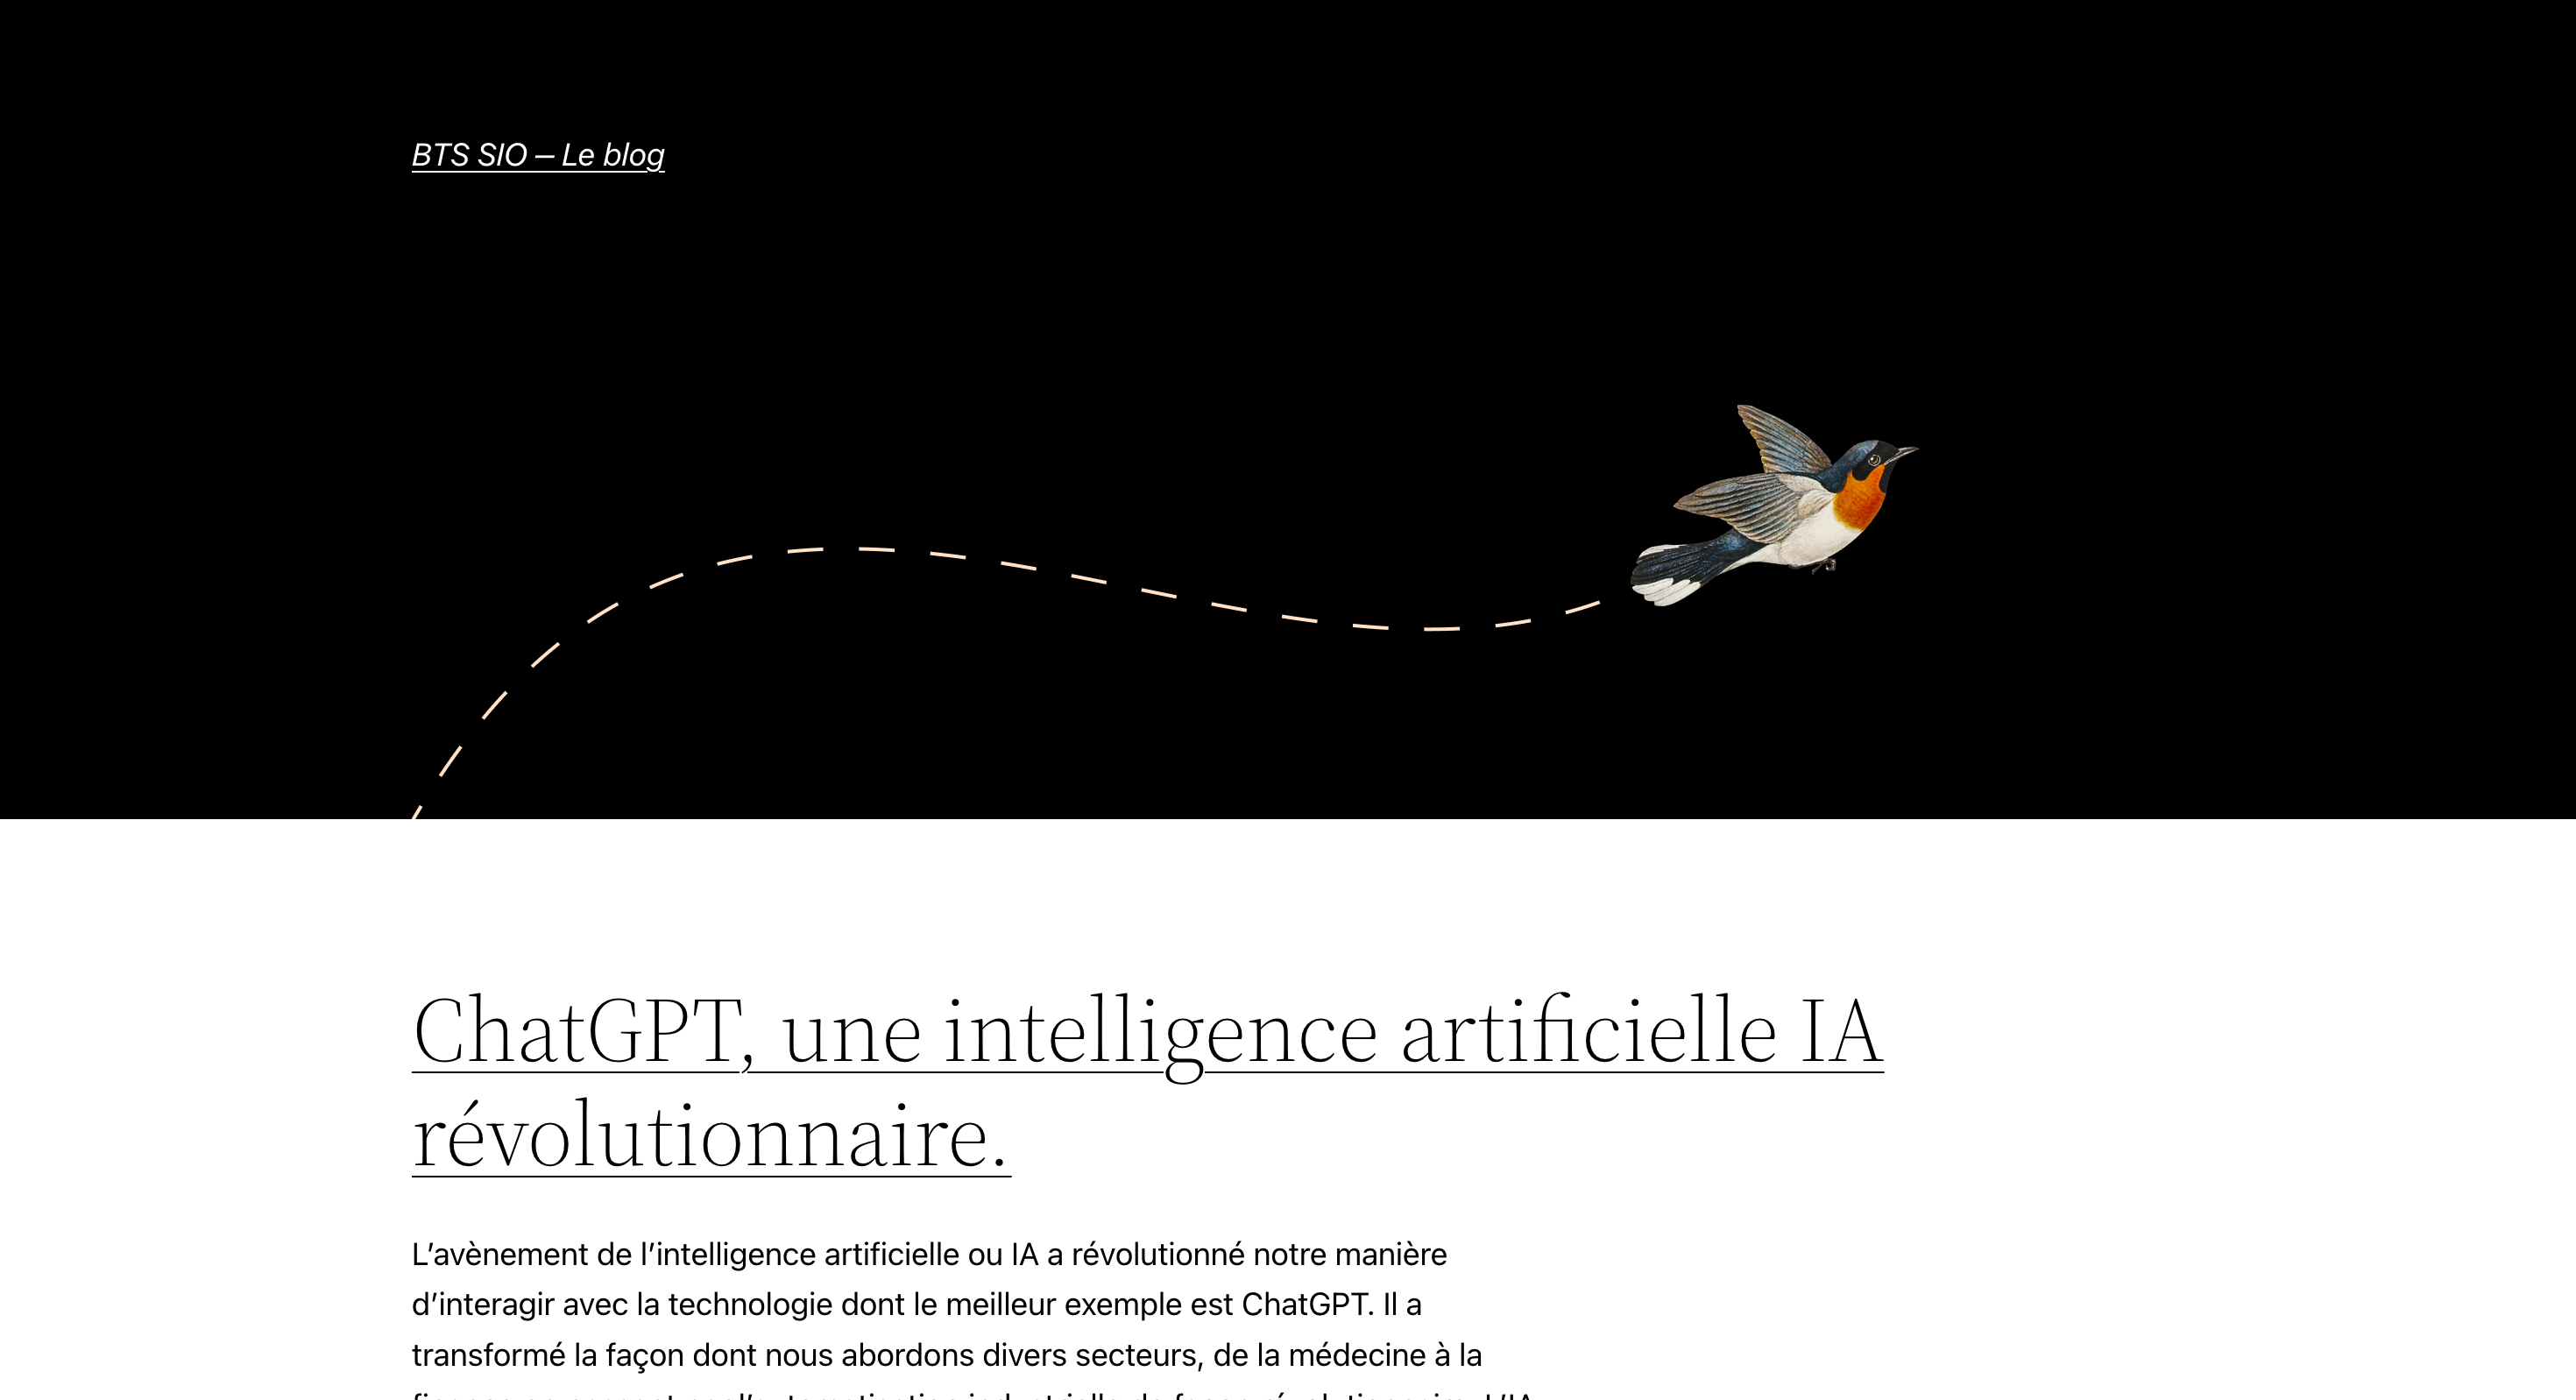 BTS SIO – Le blog
ChatGPT, une intelligence artificielle IA
révolutionnaire.
L’avènement de l’intelligence artificielle ou IA a révolutionné notre manière
d’interagir avec la technologie dont le meilleur exemple est ChatGPT. Il a
transformé la façon dont nous abordons divers secteurs, de la médecine à la